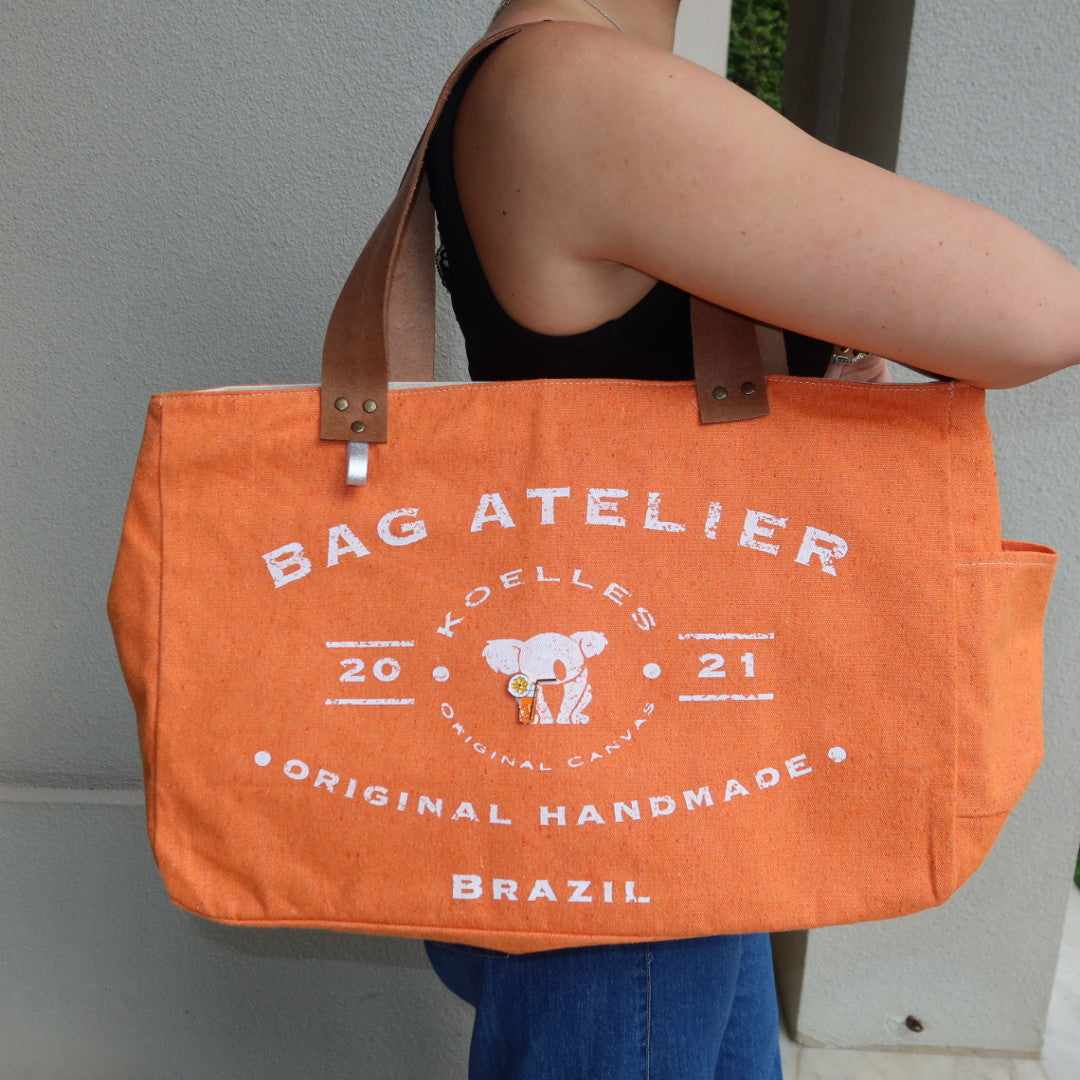 BAG ATELIER
KOELLES
20 21
ORIGINAL CANVAS
• ORIGINAL HANDMADE •
BRAZIL